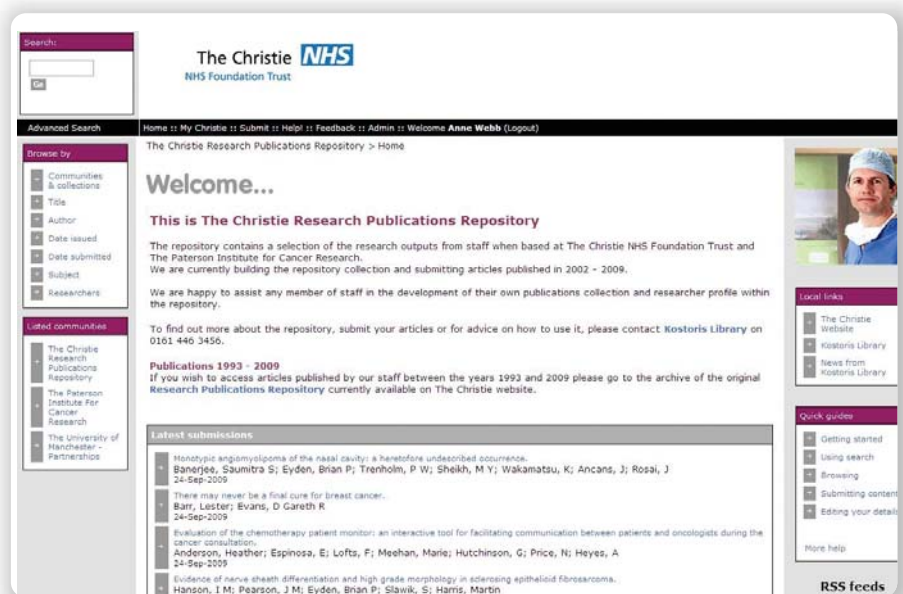 Search:
Go
The Christie NHS
NHS Foundation Trust
Advanced Search
Home :: My Christie :: Submit :: Help! :: Feedback :: Admin :: Welcome Anne Webb (Logout)
The Christie Research Publications Repository > Home
Browse by
Communities
& collections
Title
Author
Date issued
Date submitted
Subject
Researchers
Listed communities
The Christie
Research
Publications
Repository
The Paterson
Institute For
Cancer
Research
The University of
Manchester -
Partnerships
Welcome...
This is The Christie Research Publications Repository
The repository contains a selection of the research outputs from staff when based at The Christie NHS Foundation Trust and
The Paterson Institute for Cancer Research.
We are currently building the repository collection and submitting articles published in 2002 - 2009.
We are happy to assist any member of staff in the development of their own publications collection and researcher profile within
the repository.
To find out more about the repository, submit your articles or for advice on how to use it, please contact Kostoris Library on
0161 446 3456.
Publications 1993 - 2009
If you wish to access articles published by our staff between the years 1993 and 2009 please go to the archive of the original
Research Publications Repository currently available on The Christie website.
Latest submissions
Monotypic angiomyolipoma of the nasal cavity: a heretofore undescribed occurrence.
Banerjee, Saumitra S; Eyden, Brian P; Trenholm, P W; Sheikh, M Y; Wakamatsu, K; Ancans, J; Rosai, J
24-Sep-2009
There may never be a final cure for breast cancer.
Barr, Lester; Evans, D Gareth R
24-Sep-2009
Evaluation of the chemotherapy patient monitor: an interactive tool for facilitating communication between patients and oncologists during the
cancer consultation.
Anderson, Heather; Espinosa, E; Lofts, F; Meehan, Marie; Hutchinson, G; Price, N; Heyes, A
24-Sep-2009
Evidence of nerve sheath differentiation and high grade morphology in sclerosing epithelioid fibrosarcoma.
Hanson, I M; Pearson, J M; Eyden, Brian P; Slawik, S; Harris, Martin
Local links
The Christie
Website
Kostoris Library
News from
Kostoris Library
Quick guides
Getting started
Using search
Browsing
Submitting content
Editing your details
More help
RSS feeds